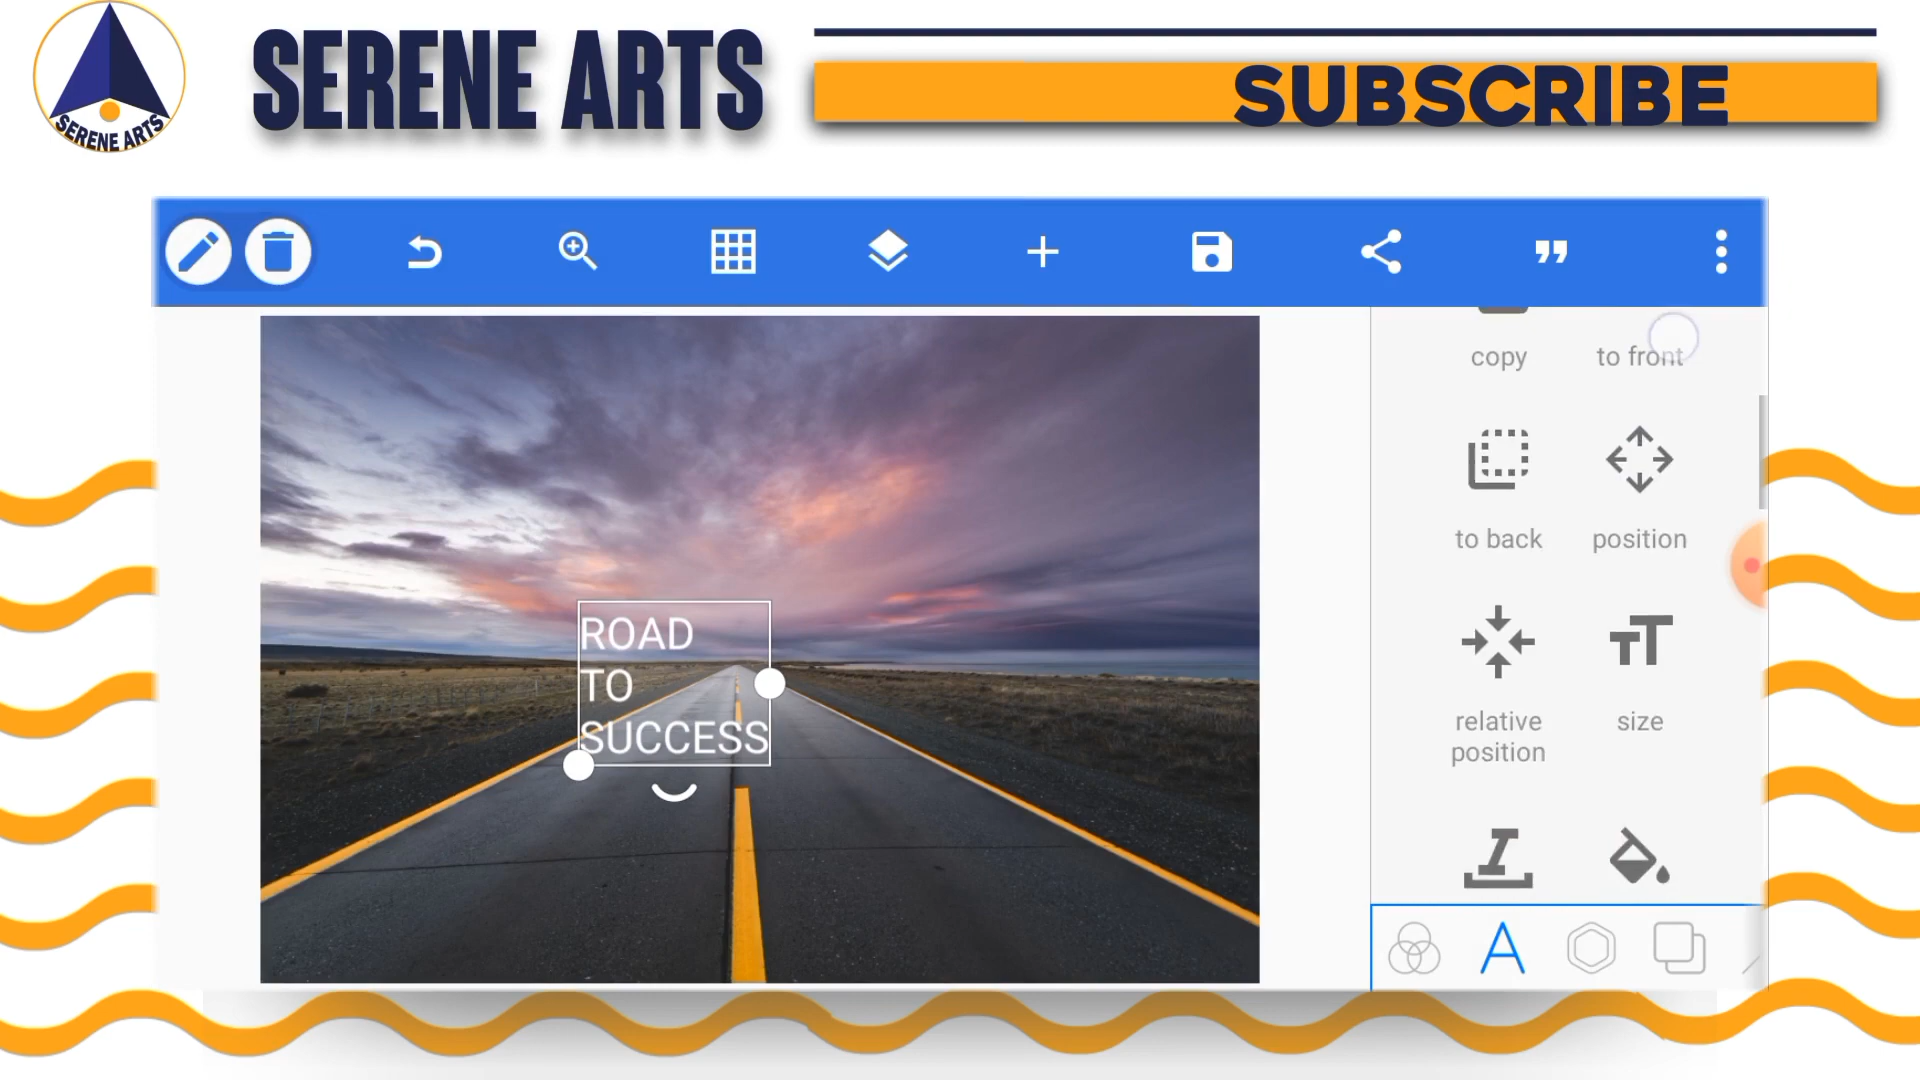 SERENE ARTS
SERENE ARTS
SUBSCRIBE
copy
to front
to back
position
relative
position
size
ROAD
TO
SUCCESS